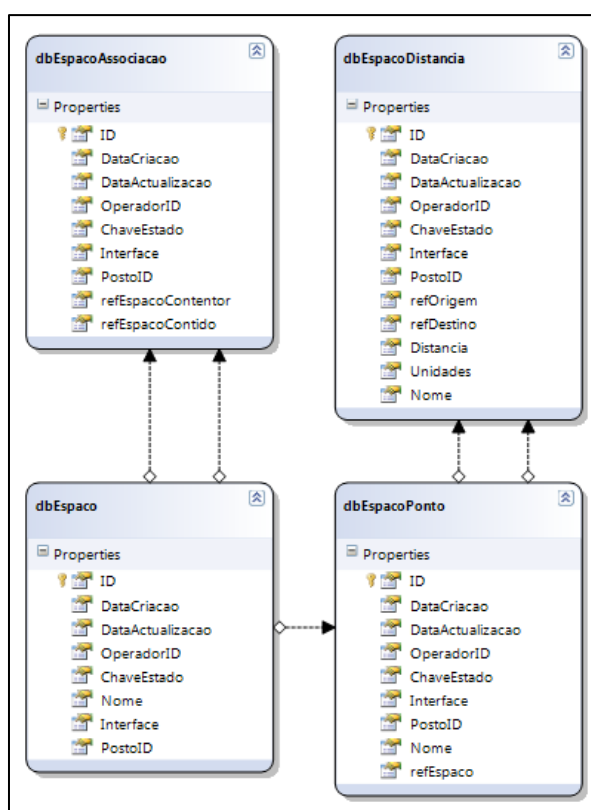 dbEspacoAssociacao
Properties
ID
DataCriacao
DataActualizacao
OperadorID
ChaveEstado
Interface
PostoID
refEspacoContentor
refEspacoContido
dbEspacoDistancia
Properties
ID
DataCriacao
DataActualizacao
OperadorID
ChaveEstado
Interface
PostoID
refOrigem
refDestino
Distancia
Unidades
Nome
dbEspaco
Properties
ID
DataCriacao
DataActualizacao
OperadorID
ChaveEstado
Nome
Interface
PostoID
dbEspacoPonto
Properties
ID
DataCriacao
DataActualizacao
OperadorID
ChaveEstado
Interface
PostoID
Nome
refEspaco